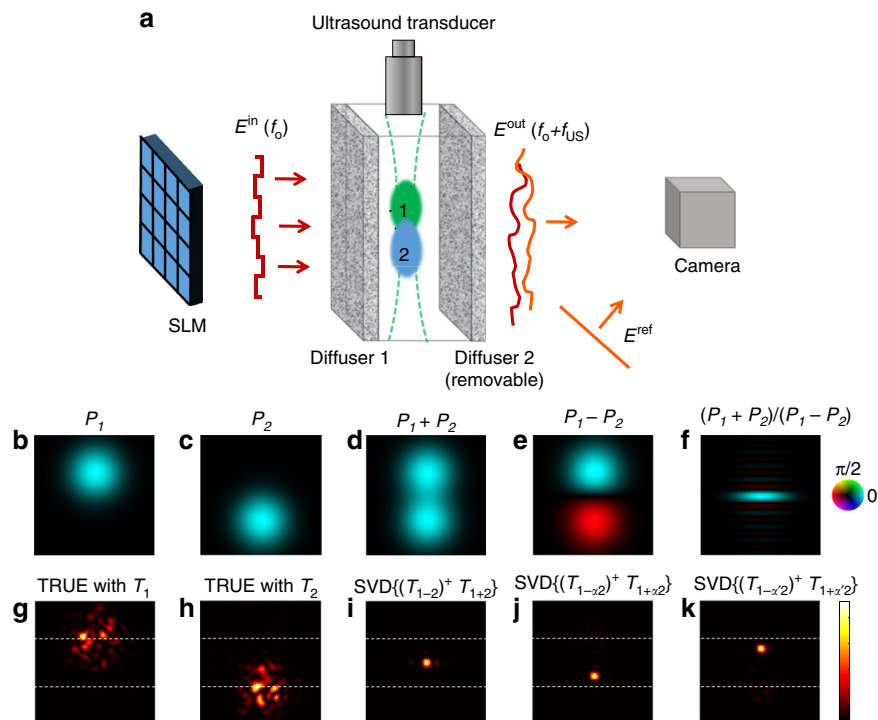 a
Ultrasound transducer
E^in (f_o)
E^out (f_o+f_US)
1
2
SLM
Camera
E^ref
Diffuser 1
Diffuser 2
(removable)
b
P_1
c
P_2
d
P_1 + P_2
e
P_1 − P_2
f
(P_1 + P_2)/(P_1 − P_2)
π/2
0
g
TRUE with T_1
h
TRUE with T_2
i
SVD{(T_1−2)^+ T_1+2}
j
SVD{(T_1−α2)^+ T_1+α2}
k
SVD{(T_1−α′2)^+ T_1+α′2}